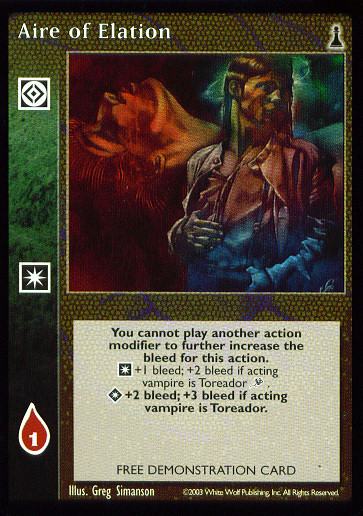 Aire of Elation
You cannot play another action
modifier to further increase the
bleed for this action.
+1 bleed; +2 bleed if acting
vampire is Toreador .
+2 bleed; +3 bleed if acting
vampire is Toreador.
1
FREE DEMONSTRATION CARD
Illus. Greg Simanson
©2003 White Wolf Publishing, Inc. All Rights Reserved.